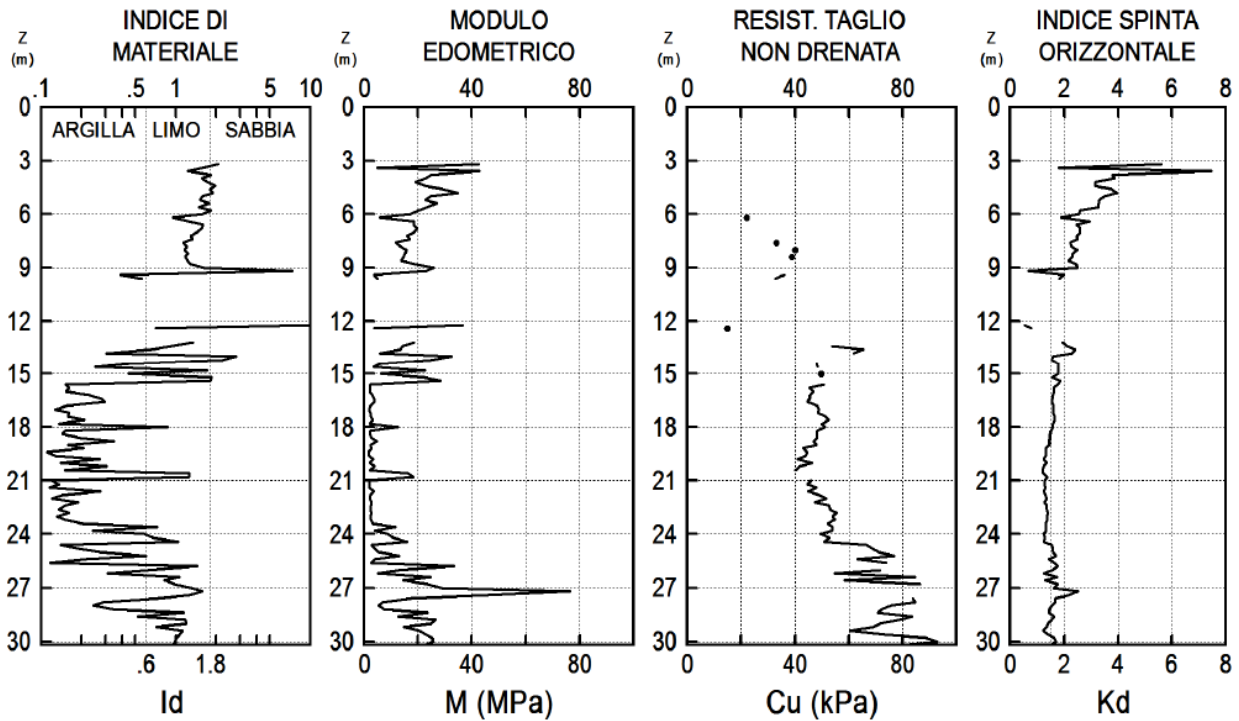 INDICE DI
MATERIALE
Z
(m)
.1 .5 1 5 10
ARGILLA LIMO SABBIA
0
3
6
9
12
15
18
21
24
27
30
.6 1.8
Id
MODULO
EDOMETRICO
Z
(m)
0 20 40 60 80
0
3
6
9
12
15
18
21
24
27
30
0 40 80
M (MPa)
RESIST. TAGLIO
NON DRENATA
Z
(m)
0 20 40 60 80
0
3
6
9
12
15
18
21
24
27
30
0 40 80
Cu (kPa)
INDICE SPINTA
ORIZZONTALE
Z
(m)
0 2 4 6 8
0
3
6
9
12
15
18
21
24
27
30
0 2 4 6 8
Kd